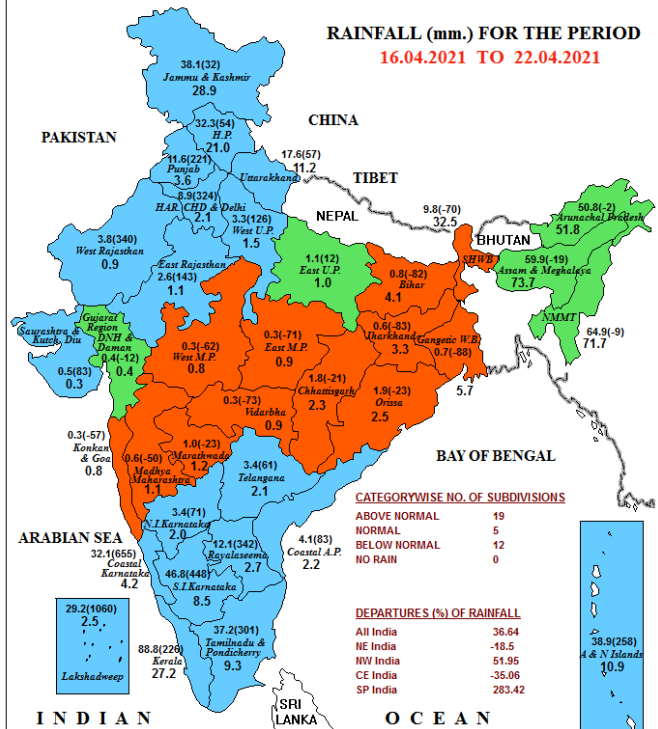 RAINFALL (mm.) FOR THE PERIOD
16.04.2021 TO 22.04.2021
38.1(32)
Jammu & Kashmir
28.9
CHINA
32.3(54)
H.P.
21.0
PAKISTAN
11.6(221)
Punjab
3.6
17.6(57)
11.2
Uttarakhand
TIBET
8.9(324)
HAR. CHD & Delhi
2.1
3.3(126)
West U.P.
1.5
NEPAL
9.8(-70)
32.5
50.8(-2)
Arunachal Pradesh
51.8
BHUTAN
3.8(340)
West Rajasthan
0.9
East Rajasthan
2.6(143)
1.1
1.1(12)
East U.P.
1.0
SHWB
59.9(-19)
Assam & Meghalaya
73.7
0.8(-82)
Bihar
4.1
Gujarat
Region
DNH &
Daman
0.4(-12)
0.4
Saurashtra &
Kutch, Diu
0.5(83)
0.3
NMMT
64.9(-9)
71.7
0.3(-62)
West M.P.
0.8
0.3(-71)
East M.P.
0.9
0.6(-83)
Jharkhand
3.3
Gangetic W.B.
0.7(-88)
5.7
1.8(-21)
Chhattisgarh
2.3
1.9(-23)
Orissa
2.5
0.3(-73)
Vidarbha
0.9
0.3(-57)
Konkan
& Goa
0.8
0.6(-50)
Madhya
Maharashtra
1.1
1.0(-23)
Marathwada
1.2
3.4(61)
Telangana
2.1
BAY OF BENGAL
CATEGORYWISE NO. OF SUBDIVISIONS
ABOVE NORMAL 19
NORMAL 5
BELOW NORMAL 12
NO RAIN 0
3.4(71)
N.I.Karnataka
2.0
ARABIAN SEA
32.1(655)
Coastal
Karnataka
4.2
12.1(342)
Rayalaseema
2.7
4.1(83)
Coastal A.P.
2.2
46.8(448)
S.I.Karnataka
8.5
29.2(1060)
2.5
Lakshadweep
DEPARTURES (%) OF RAINFALL
All India 36.64
NE India -18.5
NW India 51.95
CE India -35.06
SP India 283.42
37.2(301)
Tamilnadu &
Pondicherry
9.3
88.8(226)
Kerala
27.2
38.9(258)
A & N Islands
10.9
SRI
LANKA
INDIAN OCEAN